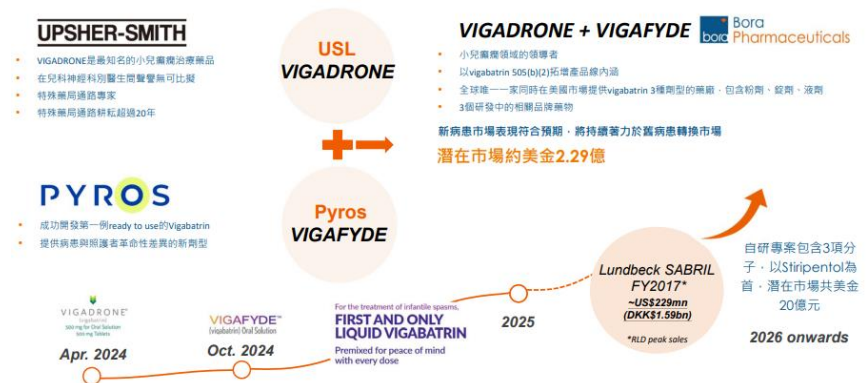 UPSHER-SMITH
• VIGADRONE是最知名的小兒癲癇治療藥品
• 在兒科神經科別醫生間聲譽無可比擬
• 特殊藥局通路專家
• 特殊藥局通路耕耘超過20年
USL
VIGADRONE
VIGADRONE + VIGAFYDE
bora
Bora
Pharmaceuticals
• 小兒癲癇領域的領導者
• 以vigabatrin 505(b)(2)拓增產品線內涵
• 全球唯一一家同時在美國市場提供vigabatrin 3種劑型的藥廠，包含粉劑、錠劑、液劑
• 3個研發中的相關品牌藥物
新病患市場表現符合預期，將持續著力於舊病患轉換市場
潛在市場約美金2.29億
PYROS
• 成功開發第一例ready to use的Vigabatrin
• 提供病患與照護者革命性差異的新劑型
Pyros
VIGAFYDE
VIGADRONE
(vigabatrin)
500 mg for Oral Solution
500 mg Tablets
Apr. 2024
VIGAFYDE™
(vigabatrin) Oral Solution
Oct. 2024
For the treatment of infantile spasms,
FIRST AND ONLY
LIQUID VIGABATRIN
Premixed for peace of mind
with every dose
2025
Lundbeck SABRIL
FY2017*
~US$229mn
(DKK$1.59bn)
*RLD peak sales
自研專案包含3項分
子，以Stiripentol為
首，潛在市場共美金
20億元
2026 onwards